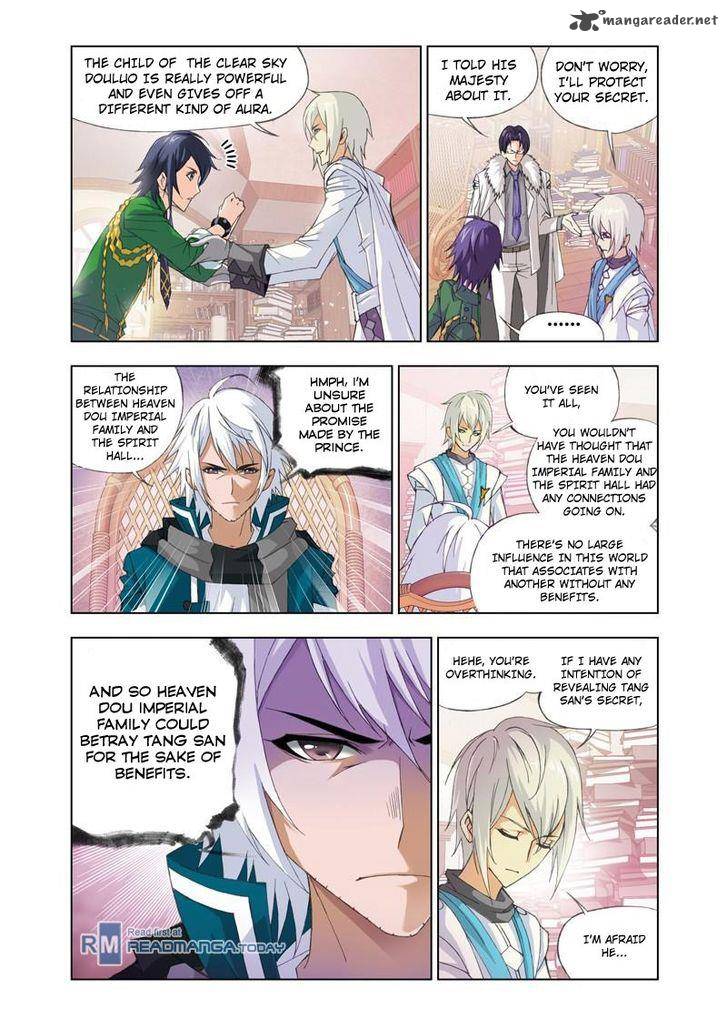 mangareader.net
THE CHILD OF THE CLEAR SKY
DOULUO IS REALLY POWERFUL
AND EVEN GIVES OFF A
DIFFERENT KIND OF AURA.
I TOLD HIS
MAJESTY
ABOUT IT.
DON'T WORRY,
I'LL PROTECT
YOUR SECRET.
......
THE
RELATIONSHIP
BETWEEN HEAVEN
DOU IMPERIAL
FAMILY AND
THE SPIRIT
HALL...
HMPH, I'M
UNSURE
ABOUT THE
PROMISE
MADE BY THE
PRINCE.
YOU'VE SEEN
IT ALL,
YOU WOULDN'T
HAVE THOUGHT THAT
THE HEAVEN DOU
IMPERIAL FAMILY AND
THE SPIRIT HALL HAD
ANY CONNECTIONS
GOING ON.
THERE'S NO LARGE
INFLUENCE IN THIS WORLD
THAT ASSOCIATES WITH
ANOTHER WITHOUT ANY
BENEFITS.
AND SO HEAVEN
DOU IMPERIAL
FAMILY COULD
BETRAY TANG SAN
FOR THE SAKE OF
BENEFITS.
HEHE, YOU'RE
OVERTHINKING.
IF I HAVE ANY
INTENTION OF
REVEALING TANG
SAN'S SECRET,
I'M AFRAID
HE...
RM
Read first at
READMANGA.TODAY